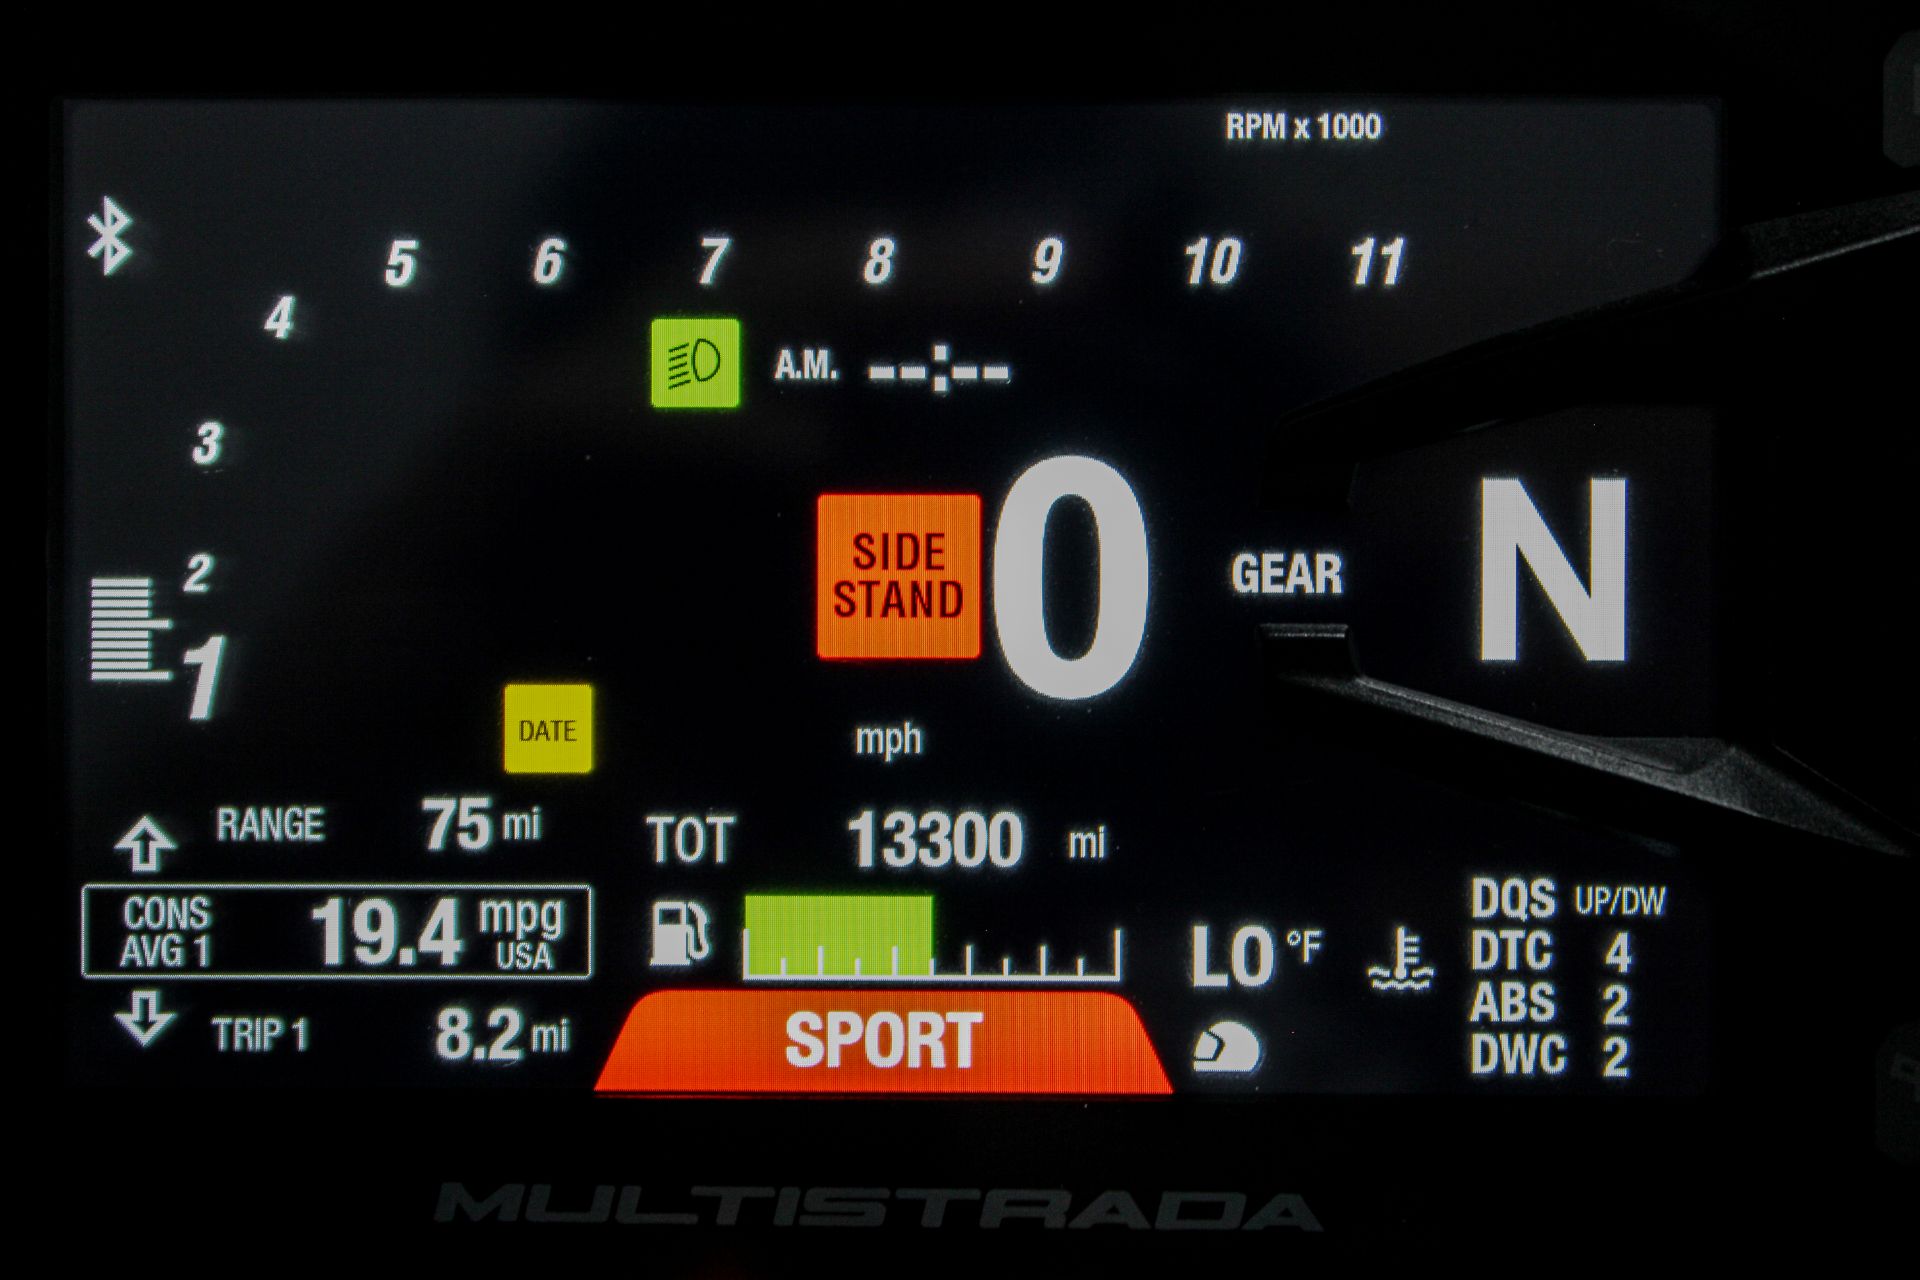 RPM x 1000
5 6 7 8 9 10 11
4
A.M. --:--
3
2
1
SIDE
STAND
0
GEAR
N
DATE
mph
RANGE 75 mi
TOT 13300 mi
CONS
AVG 1
19.4 mpg
USA
TRIP 1 8.2 mi
SPORT
LO °F
DQS UP/DW
DTC 4
ABS 2
DWC 2
MULTISTRADA